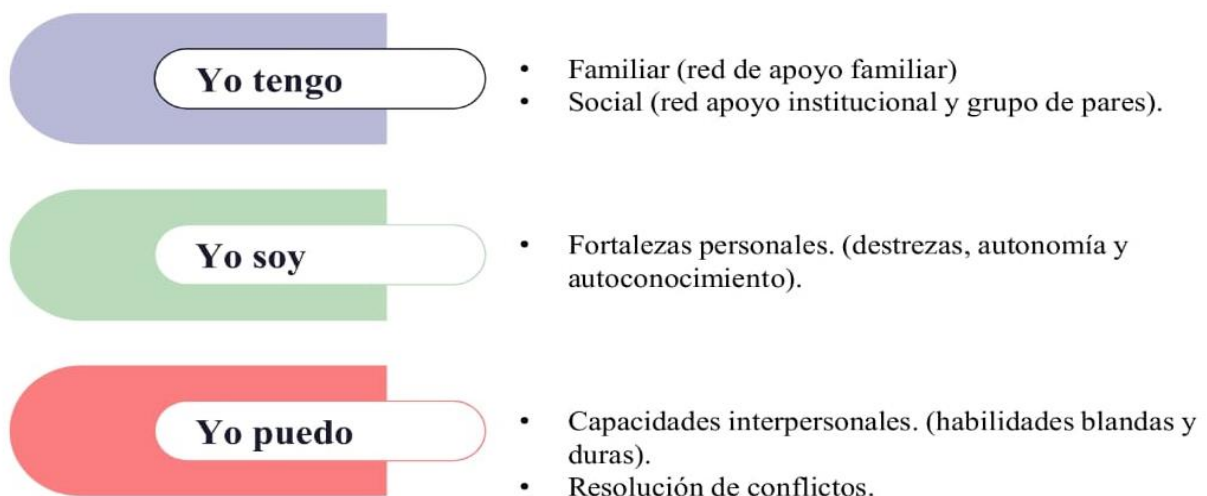 Yo tengo
• Familiar (red de apoyo familiar)
• Social (red apoyo institucional y grupo de pares).
Yo soy
• Fortalezas personales. (destrezas, autonomía y
autoconocimiento).
Yo puedo
• Capacidades interpersonales. (habilidades blandas y
duras).
• Resolución de conflictos.